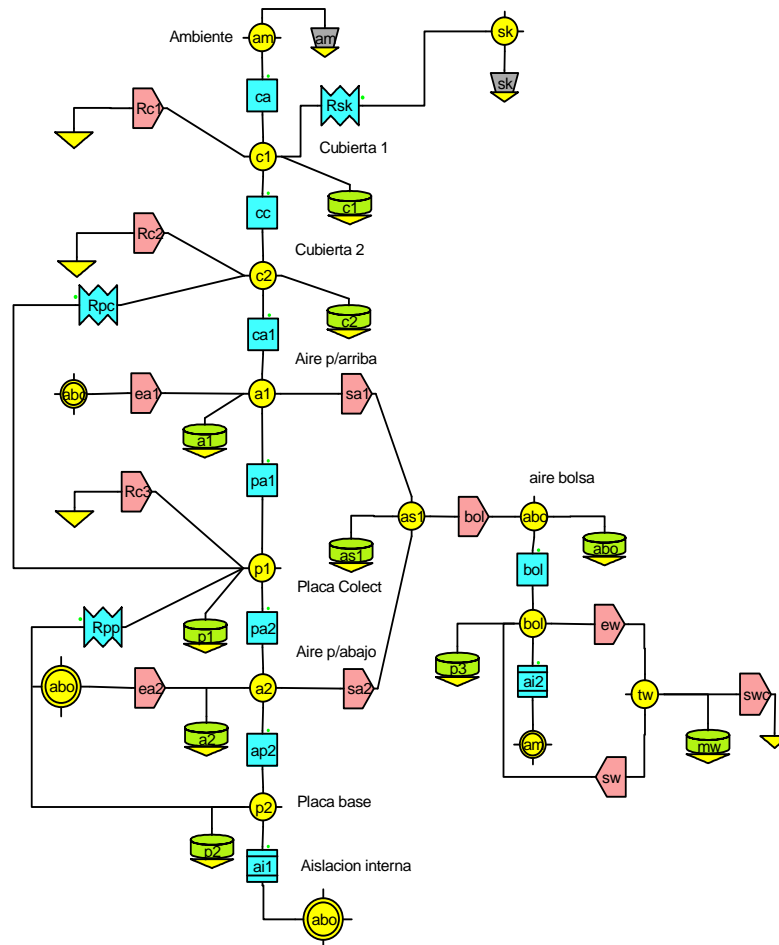 sk
Ambiente
am
am
sk
ca
Rsk
Rc1
Cubierta 1
c1
c1
cc
Rc2
Cubierta 2
c2
Rpc
c2
ca1
Aire p/arriba
abo
ea1
a1
sa1
a1
aire bolsa
pa1
Rc3
as1
bol
abo
as1
abo
p1
Placa Colect
bol
pa2
Rpp
p1
bol
ew
Aire p/abajo
p3
abo
ea2
a2
sa2
ai2
tw
swc
a2
am
mw
ap2
sw
p2
Placa base
p2
ai1
Aislacion interna
abo